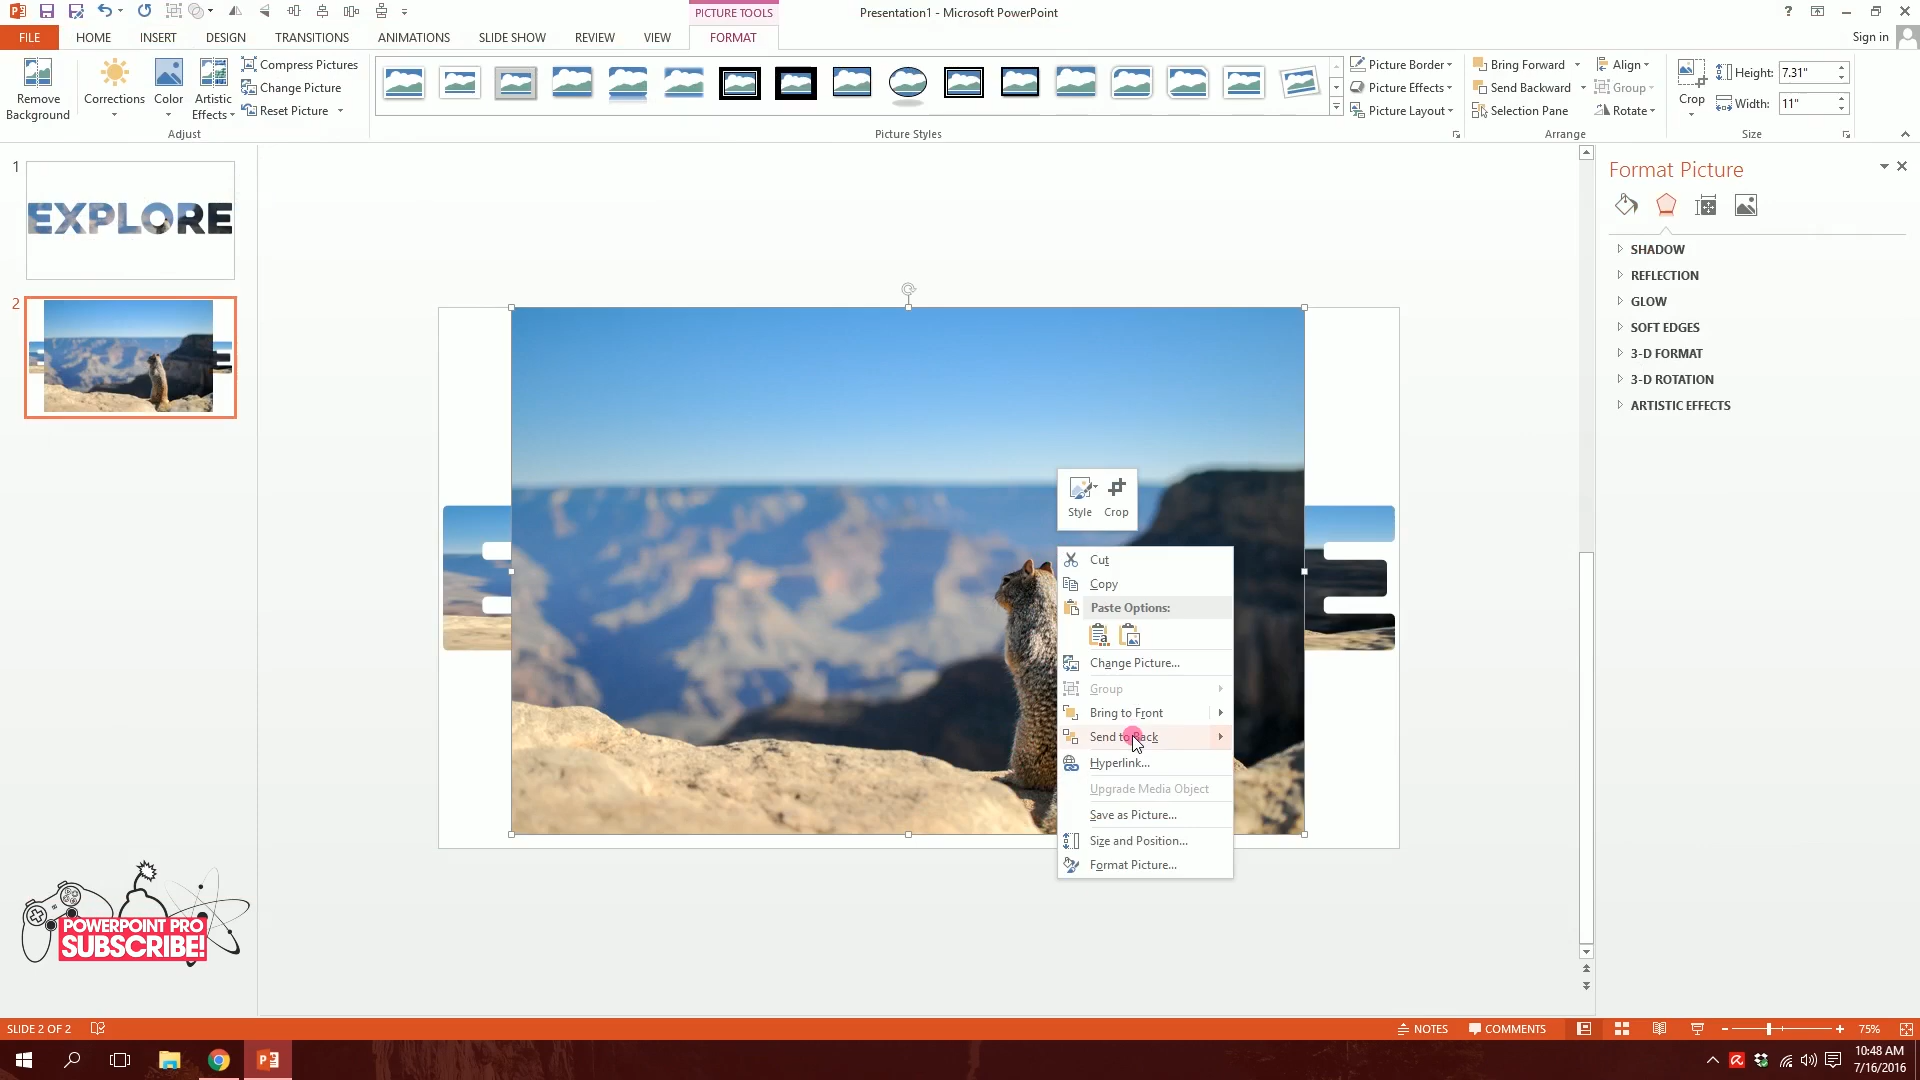 PICTURE TOOLS
Presentation1 - Microsoft PowerPoint
?
FILE
HOME
INSERT
DESIGN
TRANSITIONS
ANIMATIONS
SLIDE SHOW
REVIEW
VIEW
FORMAT
Sign in
Remove
Background
Corrections
Color
Artistic
Effects
Compress Pictures
Change Picture
Reset Picture
Adjust
Picture Styles
Picture Border
Picture Effects
Picture Layout
Bring Forward
Send Backward
Selection Pane
Align
Group
Rotate
Arrange
Crop
Height:
7.31"
Width:
11"
Size
1
EXPLORE
2
Format Picture
SHADOW
REFLECTION
GLOW
SOFT EDGES
3-D FORMAT
3-D ROTATION
ARTISTIC EFFECTS
Style
Crop
Cut
Copy
Paste Options:
Change Picture...
Group
Bring to Front
Send to Back
Hyperlink...
Upgrade Media Object
Save as Picture...
Size and Position...
Format Picture...
POWERPOINT PRO
SUBSCRIBE!
SLIDE 2 OF 2
NOTES
COMMENTS
75%
10:48 AM
7/16/2016